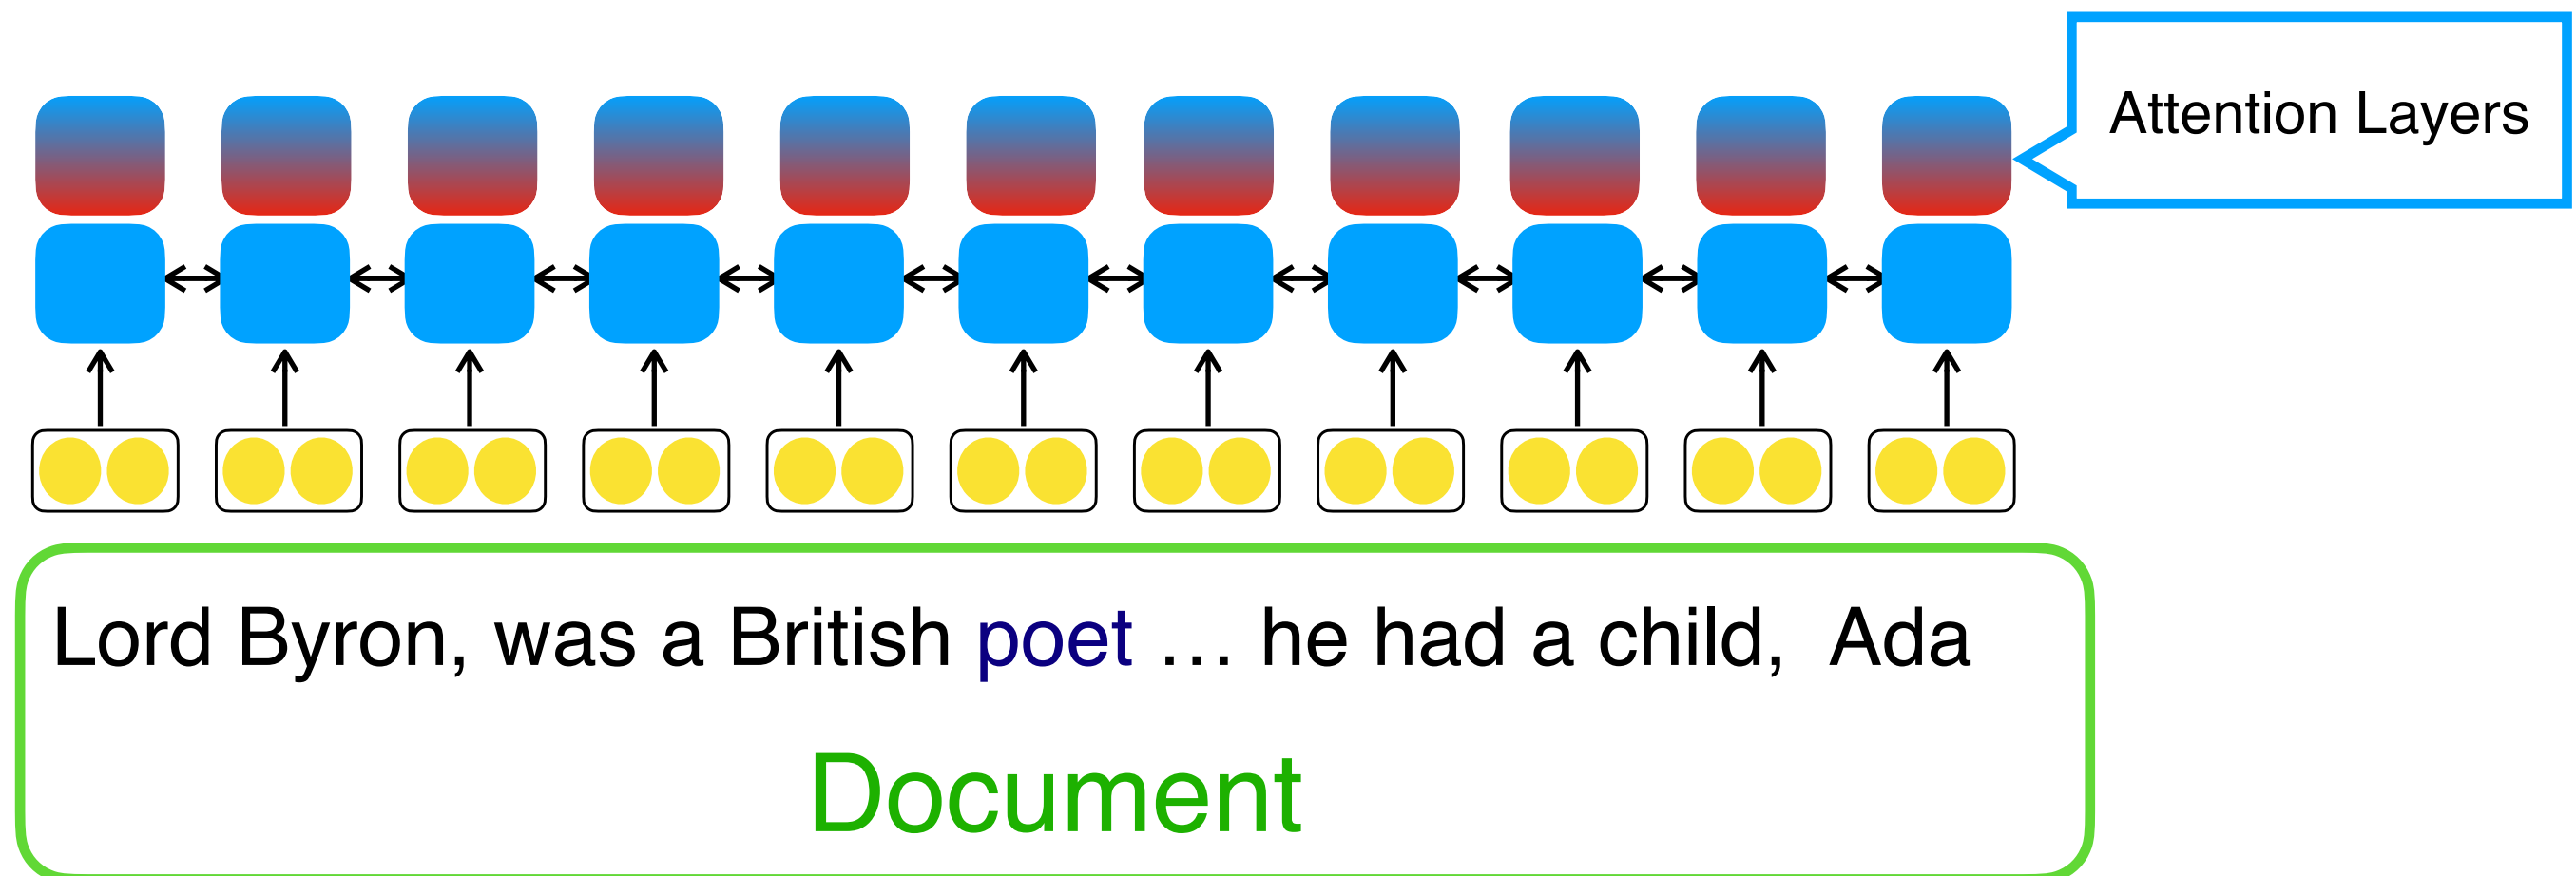 Attention Layers
Lord Byron, was a British poet … he had a child,  Ada
Document